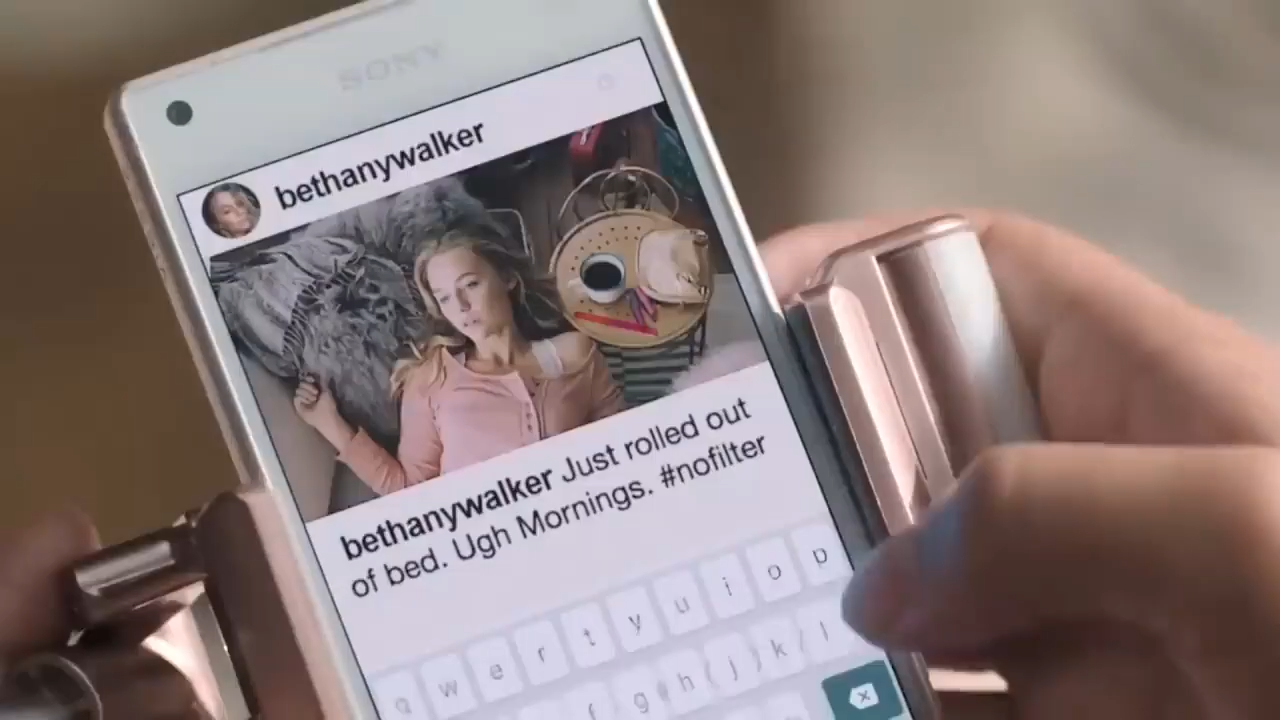 SONY
bethanywalker
bethanywalker Just rolled out
of bed. Ugh Mornings. #nofilter
q w e r t y u i o p
f g # h ( j ) k / l